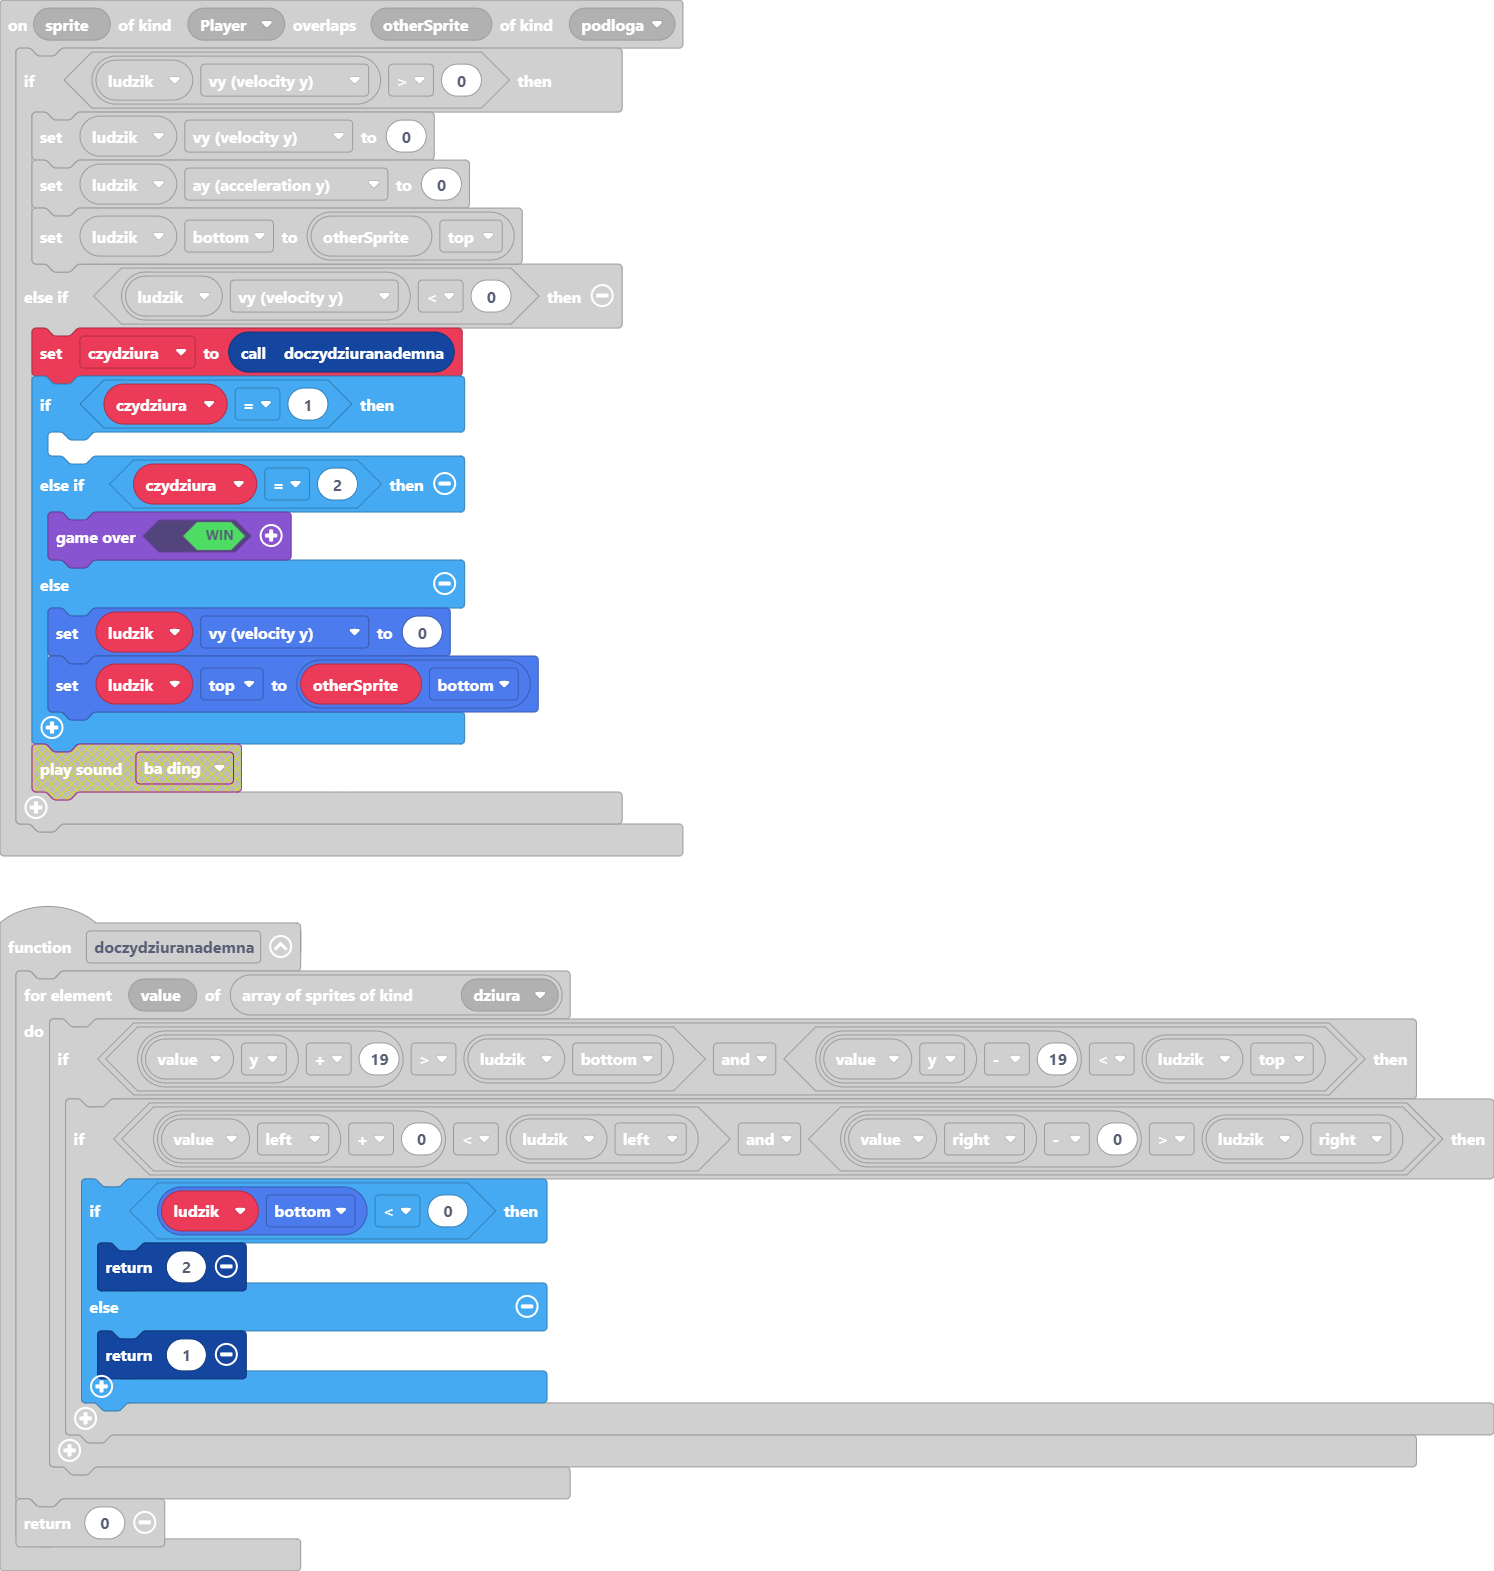 on sprite of kind Player overlaps otherSprite of kind podloga
if ludzik vy (velocity y) > 0 then
set ludzik vy (velocity y) to 0
set ludzik ay (acceleration y) to 0
set ludzik bottom to otherSprite top
else if ludzik vy (velocity y) < 0 then
set czydziura to call doczydziuranademna
if czydziura = 1 then
else if czydziura = 2 then
game over WIN
else
set ludzik vy (velocity y) to 0
set ludzik top to otherSprite bottom
play sound ba ding
function doczydziuranademna
for element value of array of sprites of kind dziura
do
if value y + 19 > ludzik bottom and value y - 19 < ludzik top then
if value left + 0 < ludzik left and value right - 0 > ludzik right then
if ludzik bottom < 0 then
return 2
else
return 1
return 0